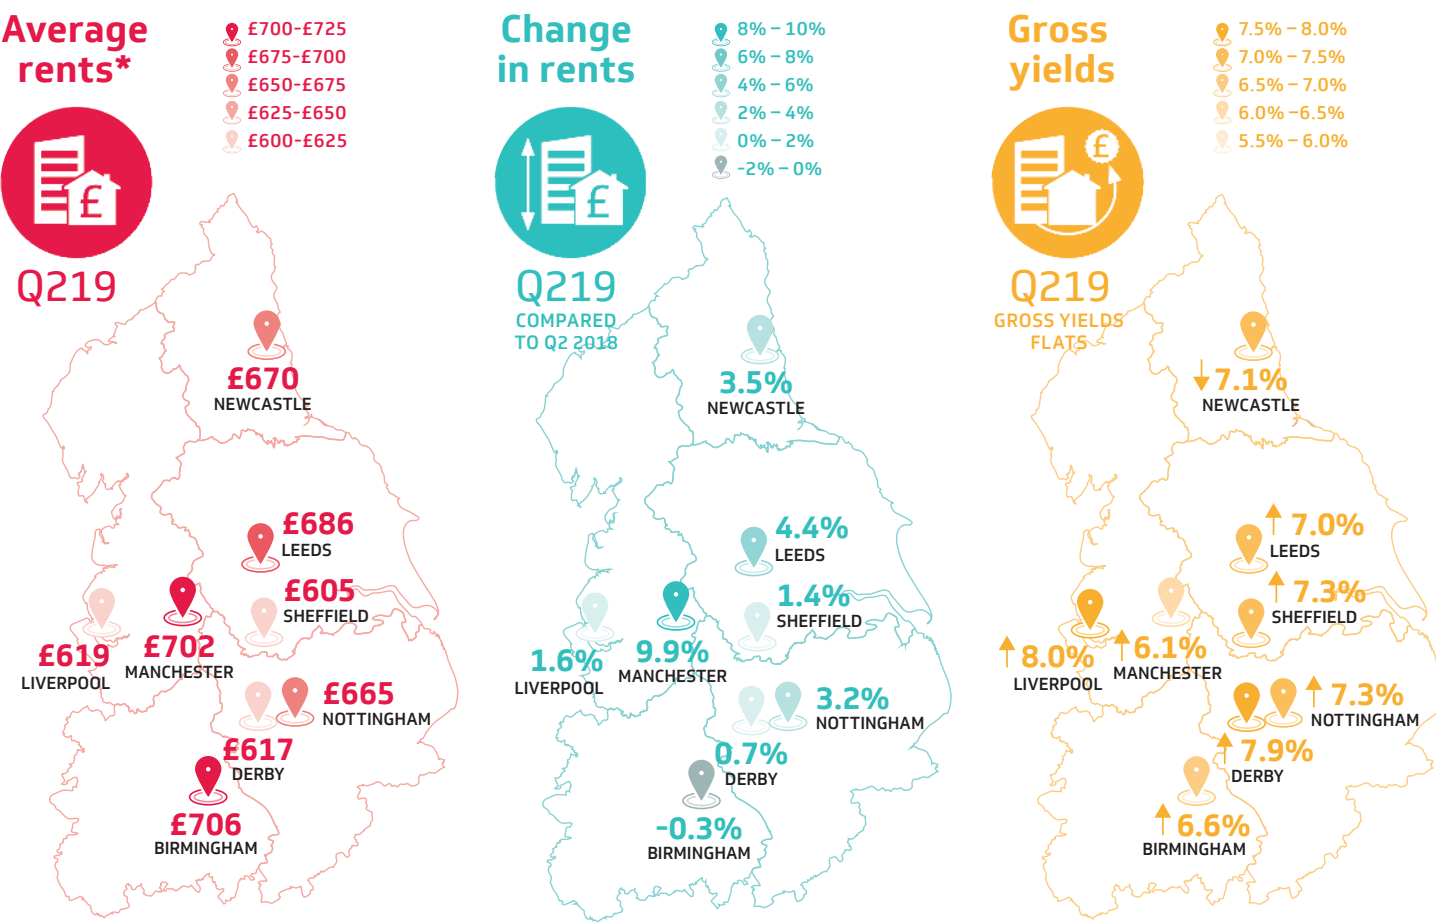 Average
rents*
£700-£725
£675-£700
£650-£675
£625-£650
£600-£625
£
Q219
£670
NEWCASTLE
£686
LEEDS
£605
SHEFFIELD
£702
MANCHESTER
£619
LIVERPOOL
£665
NOTTINGHAM
£617
DERBY
£706
BIRMINGHAM
Change
in rents
8% – 10%
6% – 8%
4% – 6%
2% – 4%
0% – 2%
-2% – 0%
£
Q219
COMPARED
TO Q2 2018
3.5%
NEWCASTLE
4.4%
LEEDS
1.4%
SHEFFIELD
9.9%
MANCHESTER
1.6%
LIVERPOOL
3.2%
NOTTINGHAM
0.7%
DERBY
-0.3%
BIRMINGHAM
Gross
yields
7.5% – 8.0%
7.0% – 7.5%
6.5% – 7.0%
6.0% –6.5%
5.5% – 6.0%
£
Q219
GROSS YIELDS
FLATS
7.1%
NEWCASTLE
7.0%
LEEDS
7.3%
SHEFFIELD
6.1%
MANCHESTER
8.0%
LIVERPOOL
7.3%
NOTTINGHAM
7.9%
DERBY
6.6%
BIRMINGHAM